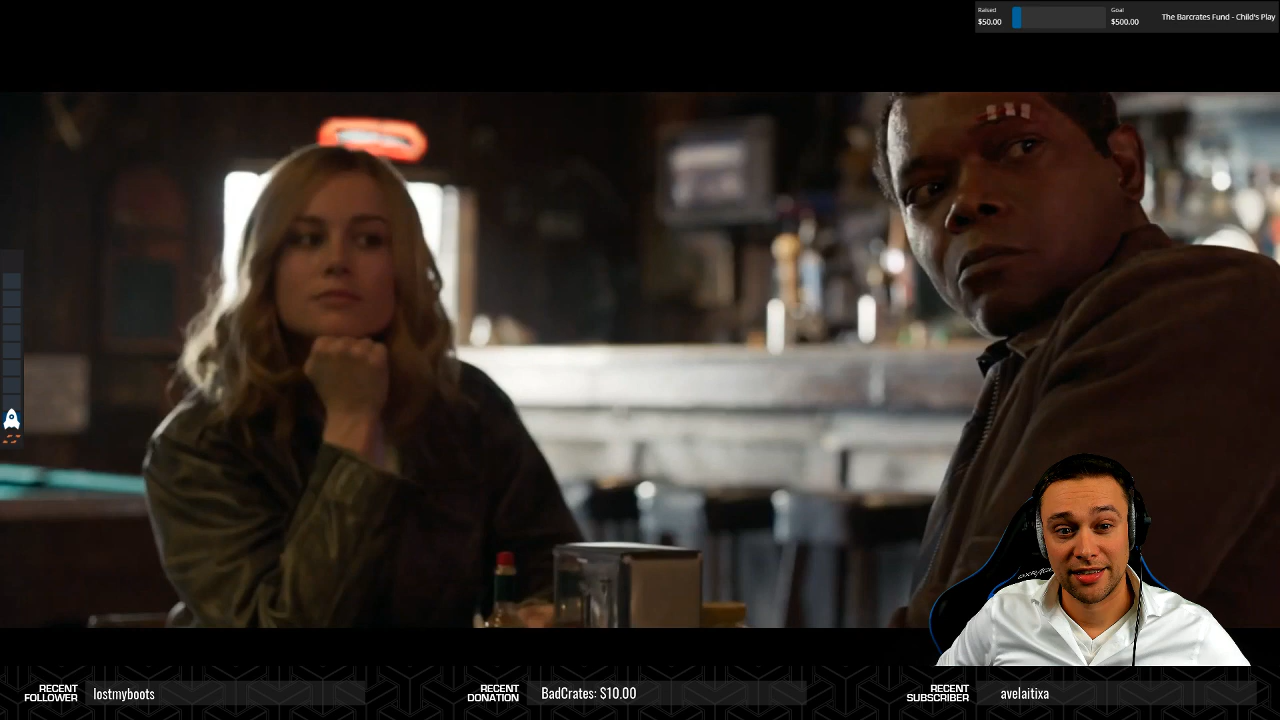 Raised
$50.00
Goal
$500.00
The Barcrates Fund - Child's Play
RECENT
FOLLOWER
lostmyboots
RECENT
DONATION
BadCrates: $10.00
RECENT
SUBSCRIBER
avelaitixa